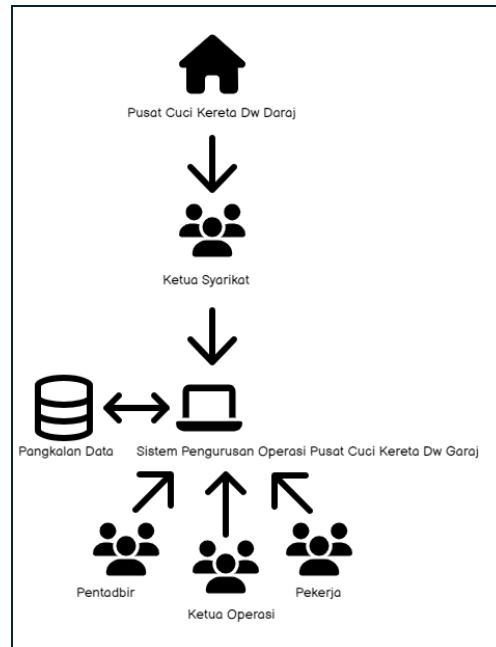 Pusat Cuci Kereta Dw Daraj
Ketua Syarikat
Pangkalan Data
Sistem Pengurusan Operasi Pusat Cuci Kereta Dw Garaj
Pentadbir
Ketua Operasi
Pekerja